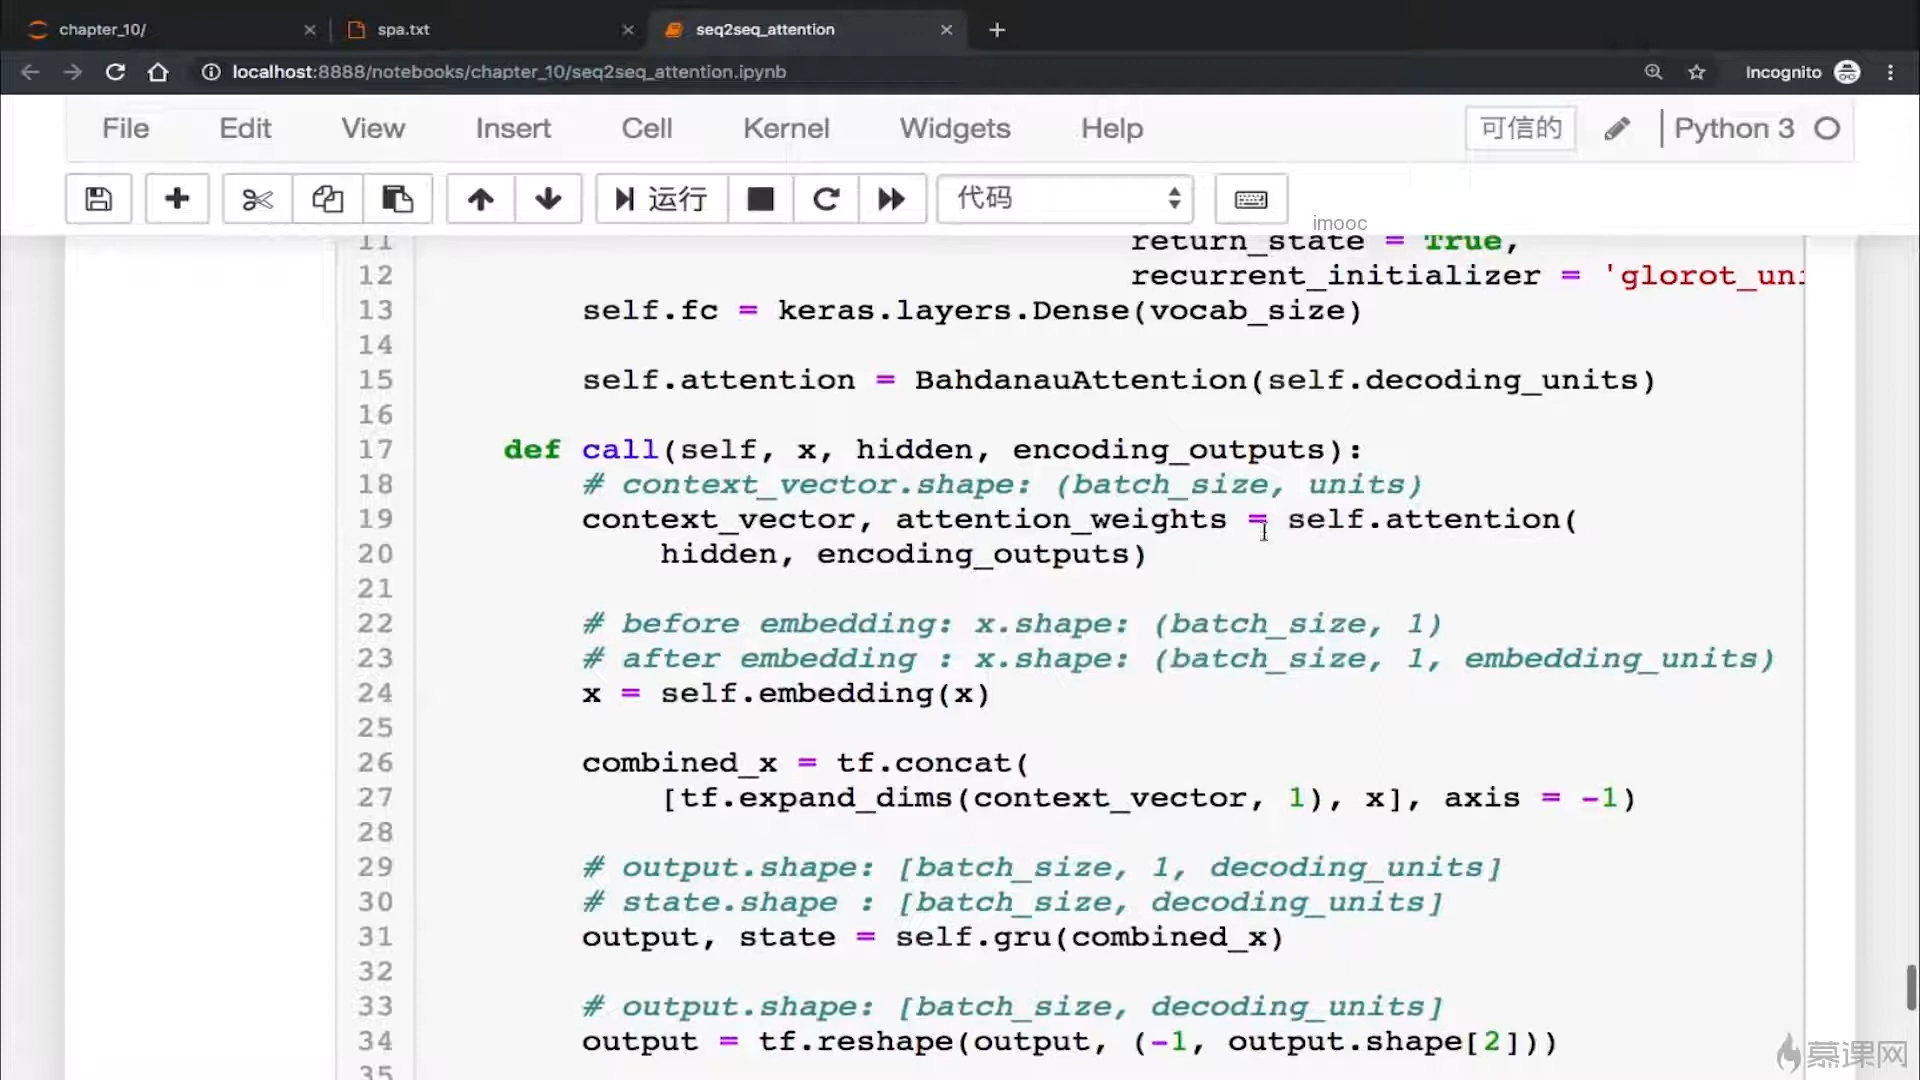 chapter_10/
spa.txt
seq2seq_attention
localhost:8888/notebooks/chapter_10/seq2seq_attention.ipynb
Incognito
File Edit View Insert Cell Kernel Widgets Help 可信的 Python 3
运行 代码
imooc
11 return_state = True,
12 recurrent_initializer = 'glorot_uni
13 self.fc = keras.layers.Dense(vocab_size)
14
15 self.attention = BahdanauAttention(self.decoding_units)
16
17 def call(self, x, hidden, encoding_outputs):
18 # context_vector.shape: (batch_size, units)
19 context_vector, attention_weights = self.attention(
20 hidden, encoding_outputs)
21
22 # before embedding: x.shape: (batch_size, 1)
23 # after embedding : x.shape: (batch_size, 1, embedding_units)
24 x = self.embedding(x)
25
26 combined_x = tf.concat(
27 [tf.expand_dims(context_vector, 1), x], axis = -1)
28
29 # output.shape: [batch_size, 1, decoding_units]
30 # state.shape : [batch_size, decoding_units]
31 output, state = self.gru(combined_x)
32
33 # output.shape: [batch_size, decoding_units]
34 output = tf.reshape(output, (-1, output.shape[2]))
35
慕课网